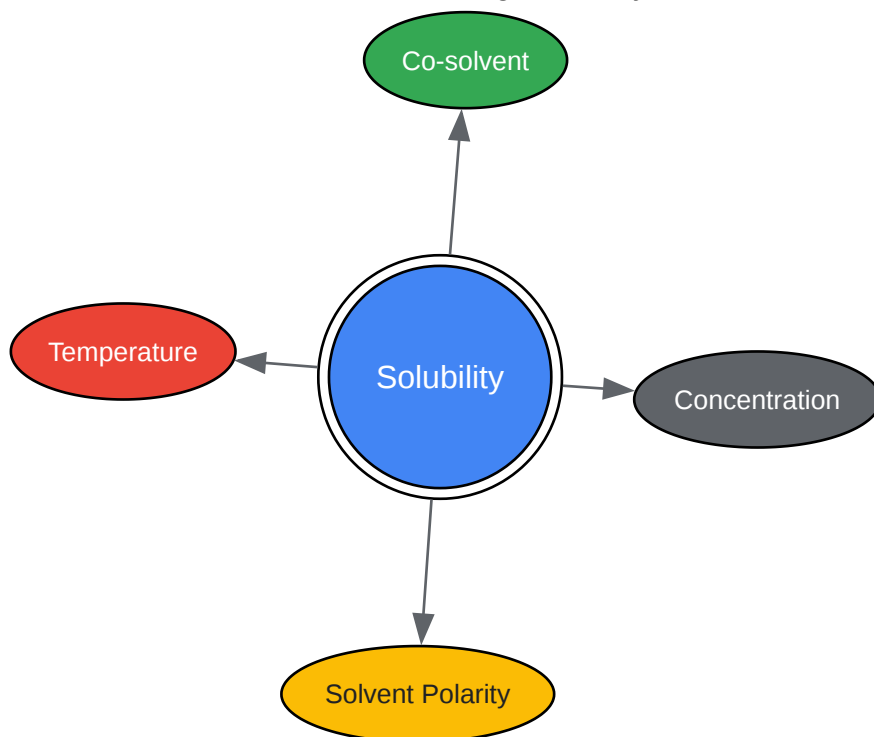 Co-solvent
Temperature
Solubility
Concentration
Solvent Polarity